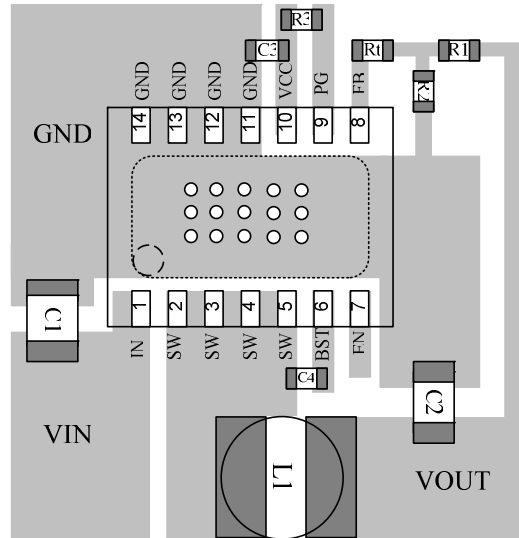 R3
C3
Rt
R1
R2
GND
GND
GND
GND
VCC
PG
FB
14
13
12
11
10
9
8
GND
1
2
3
4
5
6
7
IN
SW
SW
SW
SW
BST
EN
C1
C4
C2
VIN
L1
VOUT